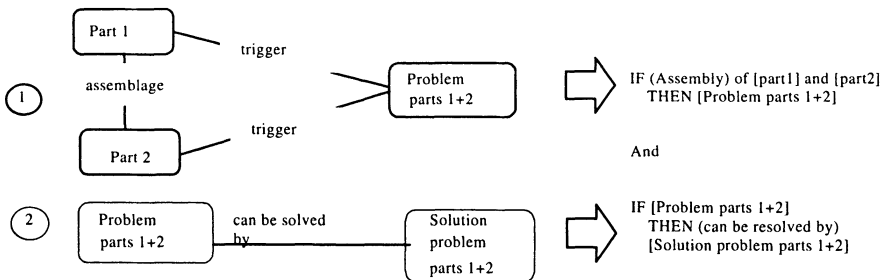 Part 1
trigger
assemblage
1
Problem
parts 1+2
IF (Assembly) of [part1] and [part2]
THEN [Problem parts 1+2]
trigger
Part 2
And
2
Problem
parts 1+2
can be solved
by
Solution
problem
parts 1+2
IF [Problem parts 1+2]
THEN (can be resolved by)
[Solution problem parts 1+2]